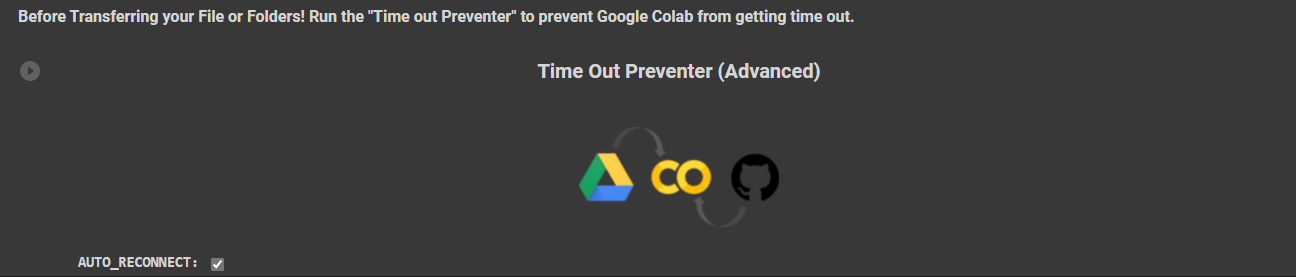 Before Transferring your File or Folders! Run the "Time out Preventer" to prevent Google Colab from getting time out.
Time Out Preventer (Advanced)
CO
AUTO_RECONNECT: